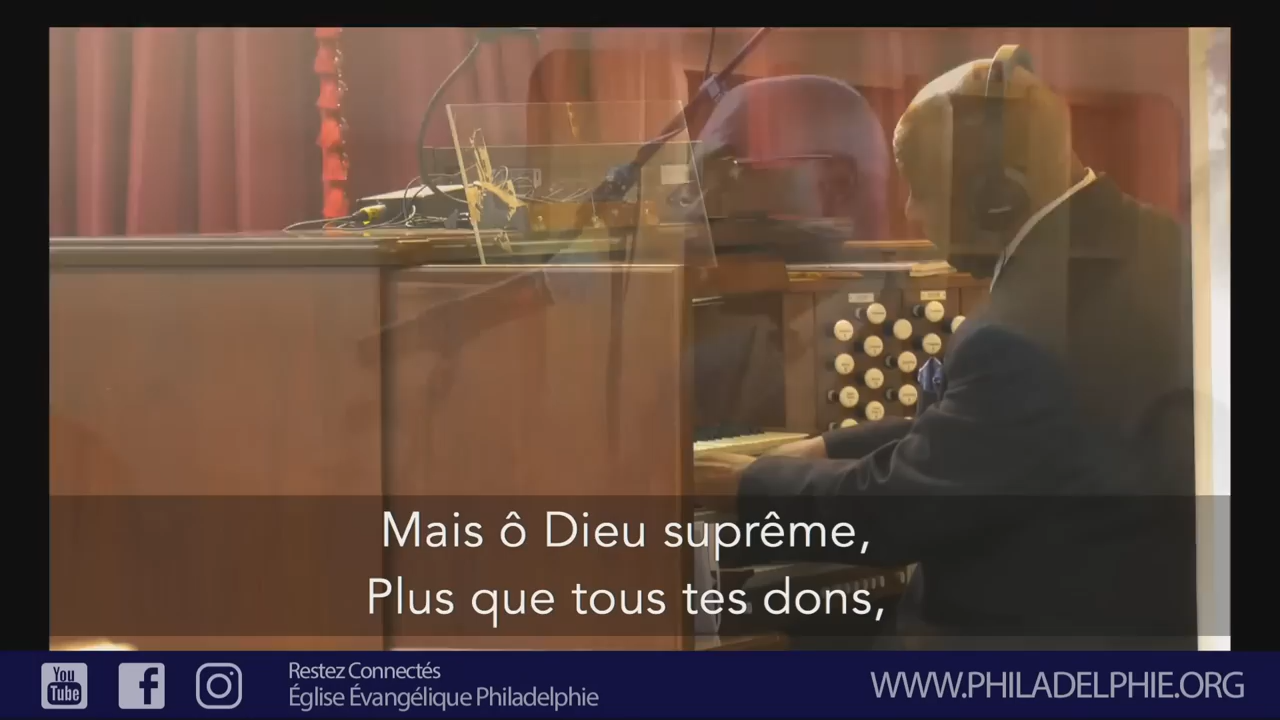 Mais ô Dieu suprême,
Plus que tous tes dons,
You
Tube
Restez Connectés
Église Évangélique Philadelphie
WWW.PHILADELPHIE.ORG